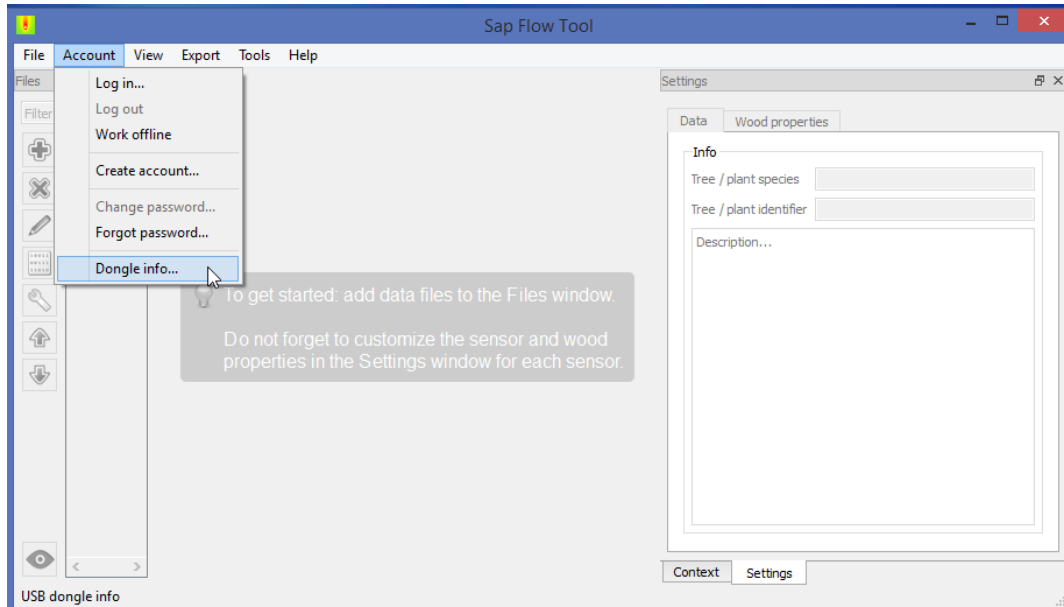 Sap Flow Tool
File Account View Export Tools Help
Files
Filter
Log in...
Log out
Work offline
Create account...
Change password...
Forgot password...
Dongle info...
To get started: add data files to the Files window.
Do not forget to customize the sensor and wood
properties in the Settings window for each sensor.
Settings
Data Wood properties
Info
Tree / plant species
Tree / plant identifier
Description...
Context Settings
USB dongle info